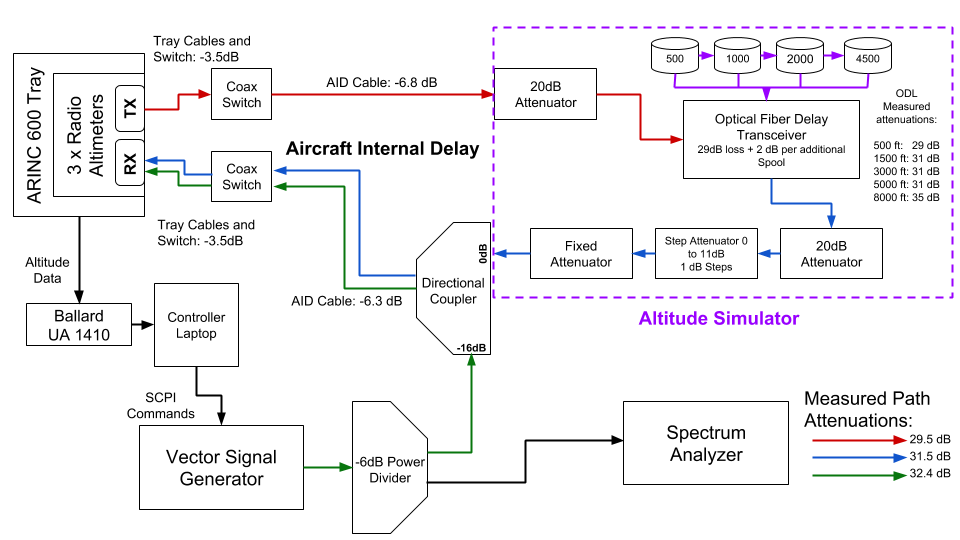 Tray Cables and
Switch: -3.5dB
ARINC 600 Tray
3 x Radio
Altimeters
TX
RX
Coax
Switch
AID Cable: -6.8 dB
20dB
Attenuator
500
1000
2000
4500
Optical Fiber Delay
Transceiver
29dB loss + 2 dB per additional
Spool
ODL
Measured
attenuations:
500 ft: 29 dB
1500 ft: 31 dB
3000 ft: 31 dB
5000 ft: 31 dB
8000 ft: 35 dB
Aircraft Internal Delay
Coax
Switch
Tray Cables and
Switch: -3.5dB
AID Cable: -6.3 dB
Directional
Coupler
0dB
-16dB
Fixed
Attenuator
Step Attenuator 0
to 11dB
1 dB Steps
20dB
Attenuator
Altitude Simulator
Altitude
Data
Ballard
UA 1410
Controller
Laptop
SCPI
Commands
Vector Signal
Generator
-6dB Power
Divider
Spectrum
Analyzer
Measured Path
Attenuations:
29.5 dB
31.5 dB
32.4 dB